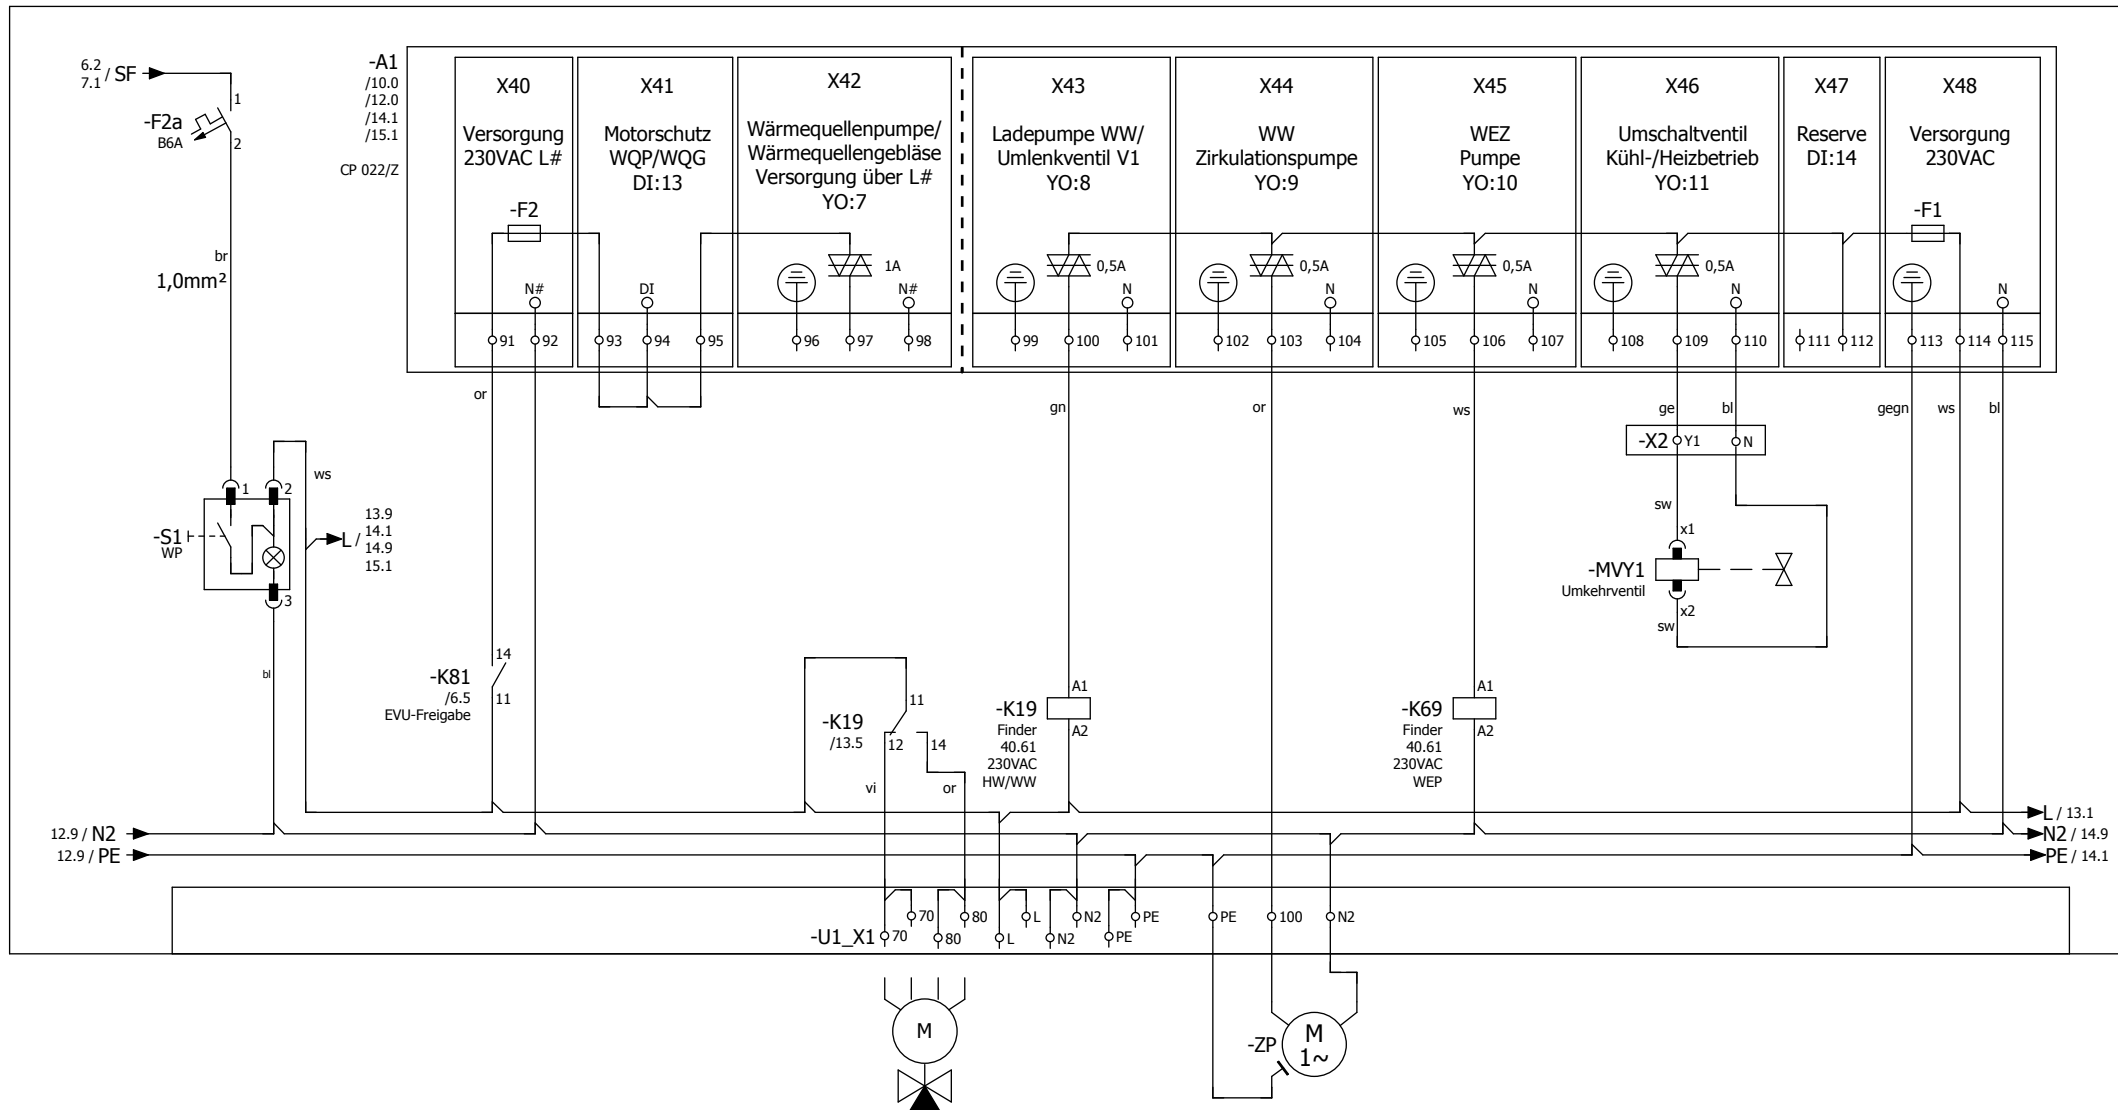 6.2
7.1 / SF
1
-F2a
B6A
2
br
1,0mm²
-A1
/10.0
/12.0
/14.1
/15.1
CP 022/Z
X40
Versorgung
230VAC L#
-F2
N#
91
92
X41
Motorschutz
WQP/WQG
DI:13
DI
93
94
95
X42
Wärmequellenpumpe/
Wärmequellengebläse
Versorgung über L#
YO:7
1A
N#
96
97
98
X43
Ladepumpe WW/
Umlenkventil V1
YO:8
0,5A
N
99
100
101
X44
WW
Zirkulationspumpe
YO:9
0,5A
N
102
103
104
X45
WEZ
Pumpe
YO:10
0,5A
N
105
106
107
X46
Umschaltventil
Kühl-/Heizbetrieb
YO:11
0,5A
N
108
109
110
X47
Reserve
DI:14
111
112
X48
Versorgung
230VAC
-F1
N
113
114
115
or
gn
or
ws
ge
bl
gegn
ws
bl
-X2
Y1
N
sw
x1
-MVY1
Umkehrventil
x2
sw
1
2
ws
-S1
WP
3
L /
13.9
14.1
14.9
15.1
bl
14
-K81
/6.5
EVU-Freigabe
11
11
-K19
/13.5
12
14
vi
or
A1
-K19
Finder
40.61
230VAC
HW/WW
A2
A1
-K69
Finder
40.61
230VAC
WEP
A2
12.9 / N2
12.9 / PE
L / 13.1
N2 / 14.9
PE / 14.1
70
80
L
N2
PE
PE
100
N2
-U1_X1
70
80
L
N2
PE
M
-ZP
M
1~